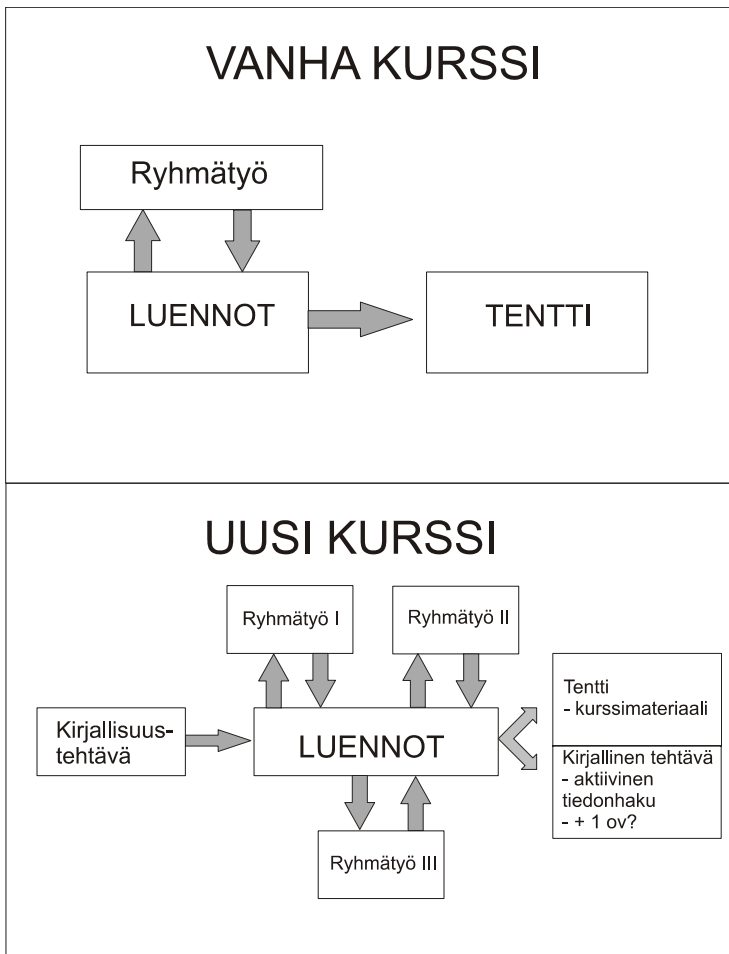 VANHA KURSSI
Ryhmätyö
LUENNOT
TENTTI
UUSI KURSSI
Ryhmätyö I
Ryhmätyö II
Kirjallisuus-
tehtävä
LUENNOT
Tentti
- kurssimateriaali
Kirjallinen tehtävä
- aktiivinen
tiedonhaku
- + 1 ov?
Ryhmätyö III